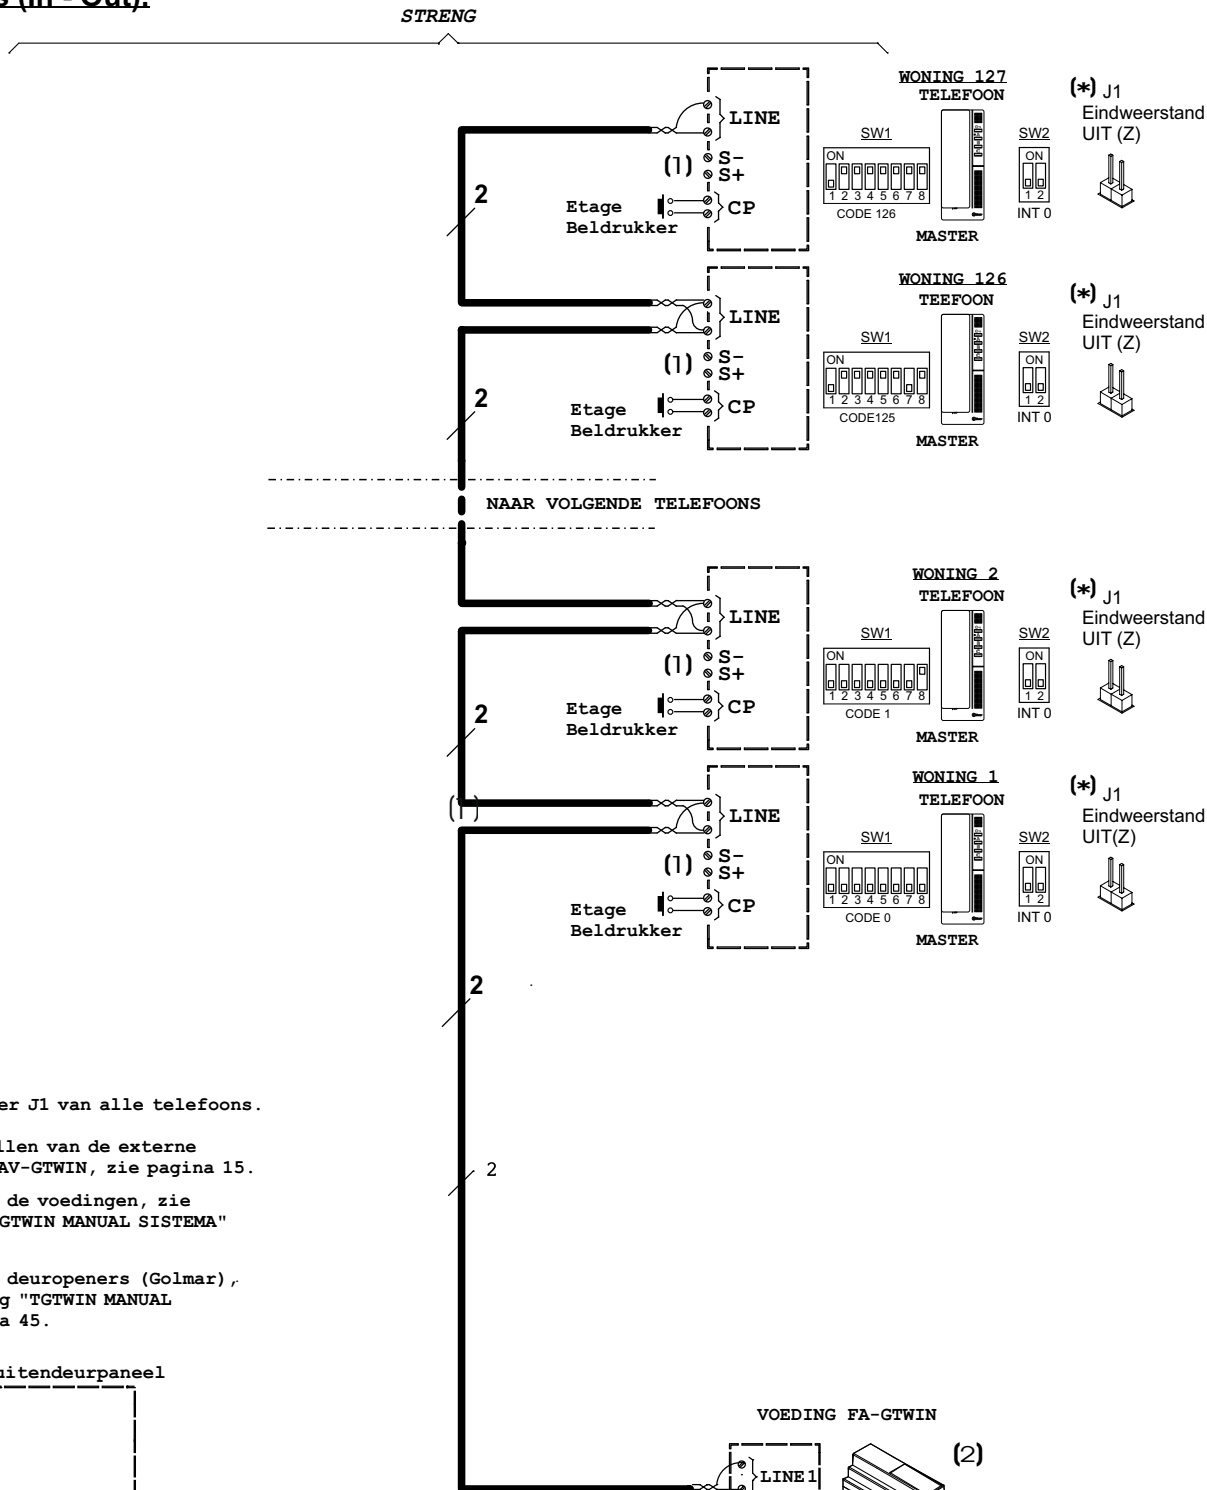 s (In - Out).
STRENG
WONING 127
TELEFOON
(*) J1
Eindweerstand
UIT (Z)
LINE
SW1
SW2
ON
ON
(1)
S-
S+
1 2 3 4 5 6 7 8
1 2
2
Etage
Beldrukker
CP
CODE 126
INT 0
MASTER
WONING 126
TEEFOON
(*) J1
Eindweerstand
UIT (Z)
LINE
SW1
SW2
ON
ON
(1)
S-
S+
1 2 3 4 5 6 7 8
1 2
2
Etage
Beldrukker
CP
CODE125
INT 0
MASTER
NAAR VOLGENDE TELEFOONS
WONING 2
TELEFOON
(*) J1
Eindweerstand
UIT (Z)
LINE
SW1
SW2
ON
ON
(1)
S-
S+
1 2 3 4 5 6 7 8
1 2
2
Etage
Beldrukker
CP
CODE 1
INT 0
MASTER
WONING 1
TELEFOON
(*) J1
Eindweerstand
UIT(Z)
(1)
LINE
SW1
SW2
ON
ON
(1)
S-
S+
1 2 3 4 5 6 7 8
1 2
Etage
Beldrukker
CP
CODE 0
INT 0
MASTER
2
er J1 van alle telefoons.
llen van de externe
AV-GTWIN, zie pagina 15.
2
de voedingen, zie
GTWIN MANUAL SISTEMA"
deuropeners (Golmar),
g "TGTWIN MANUAL
a 45.
uitendeurpaneel
VOEDING FA-GTWIN
(2)
LINE1